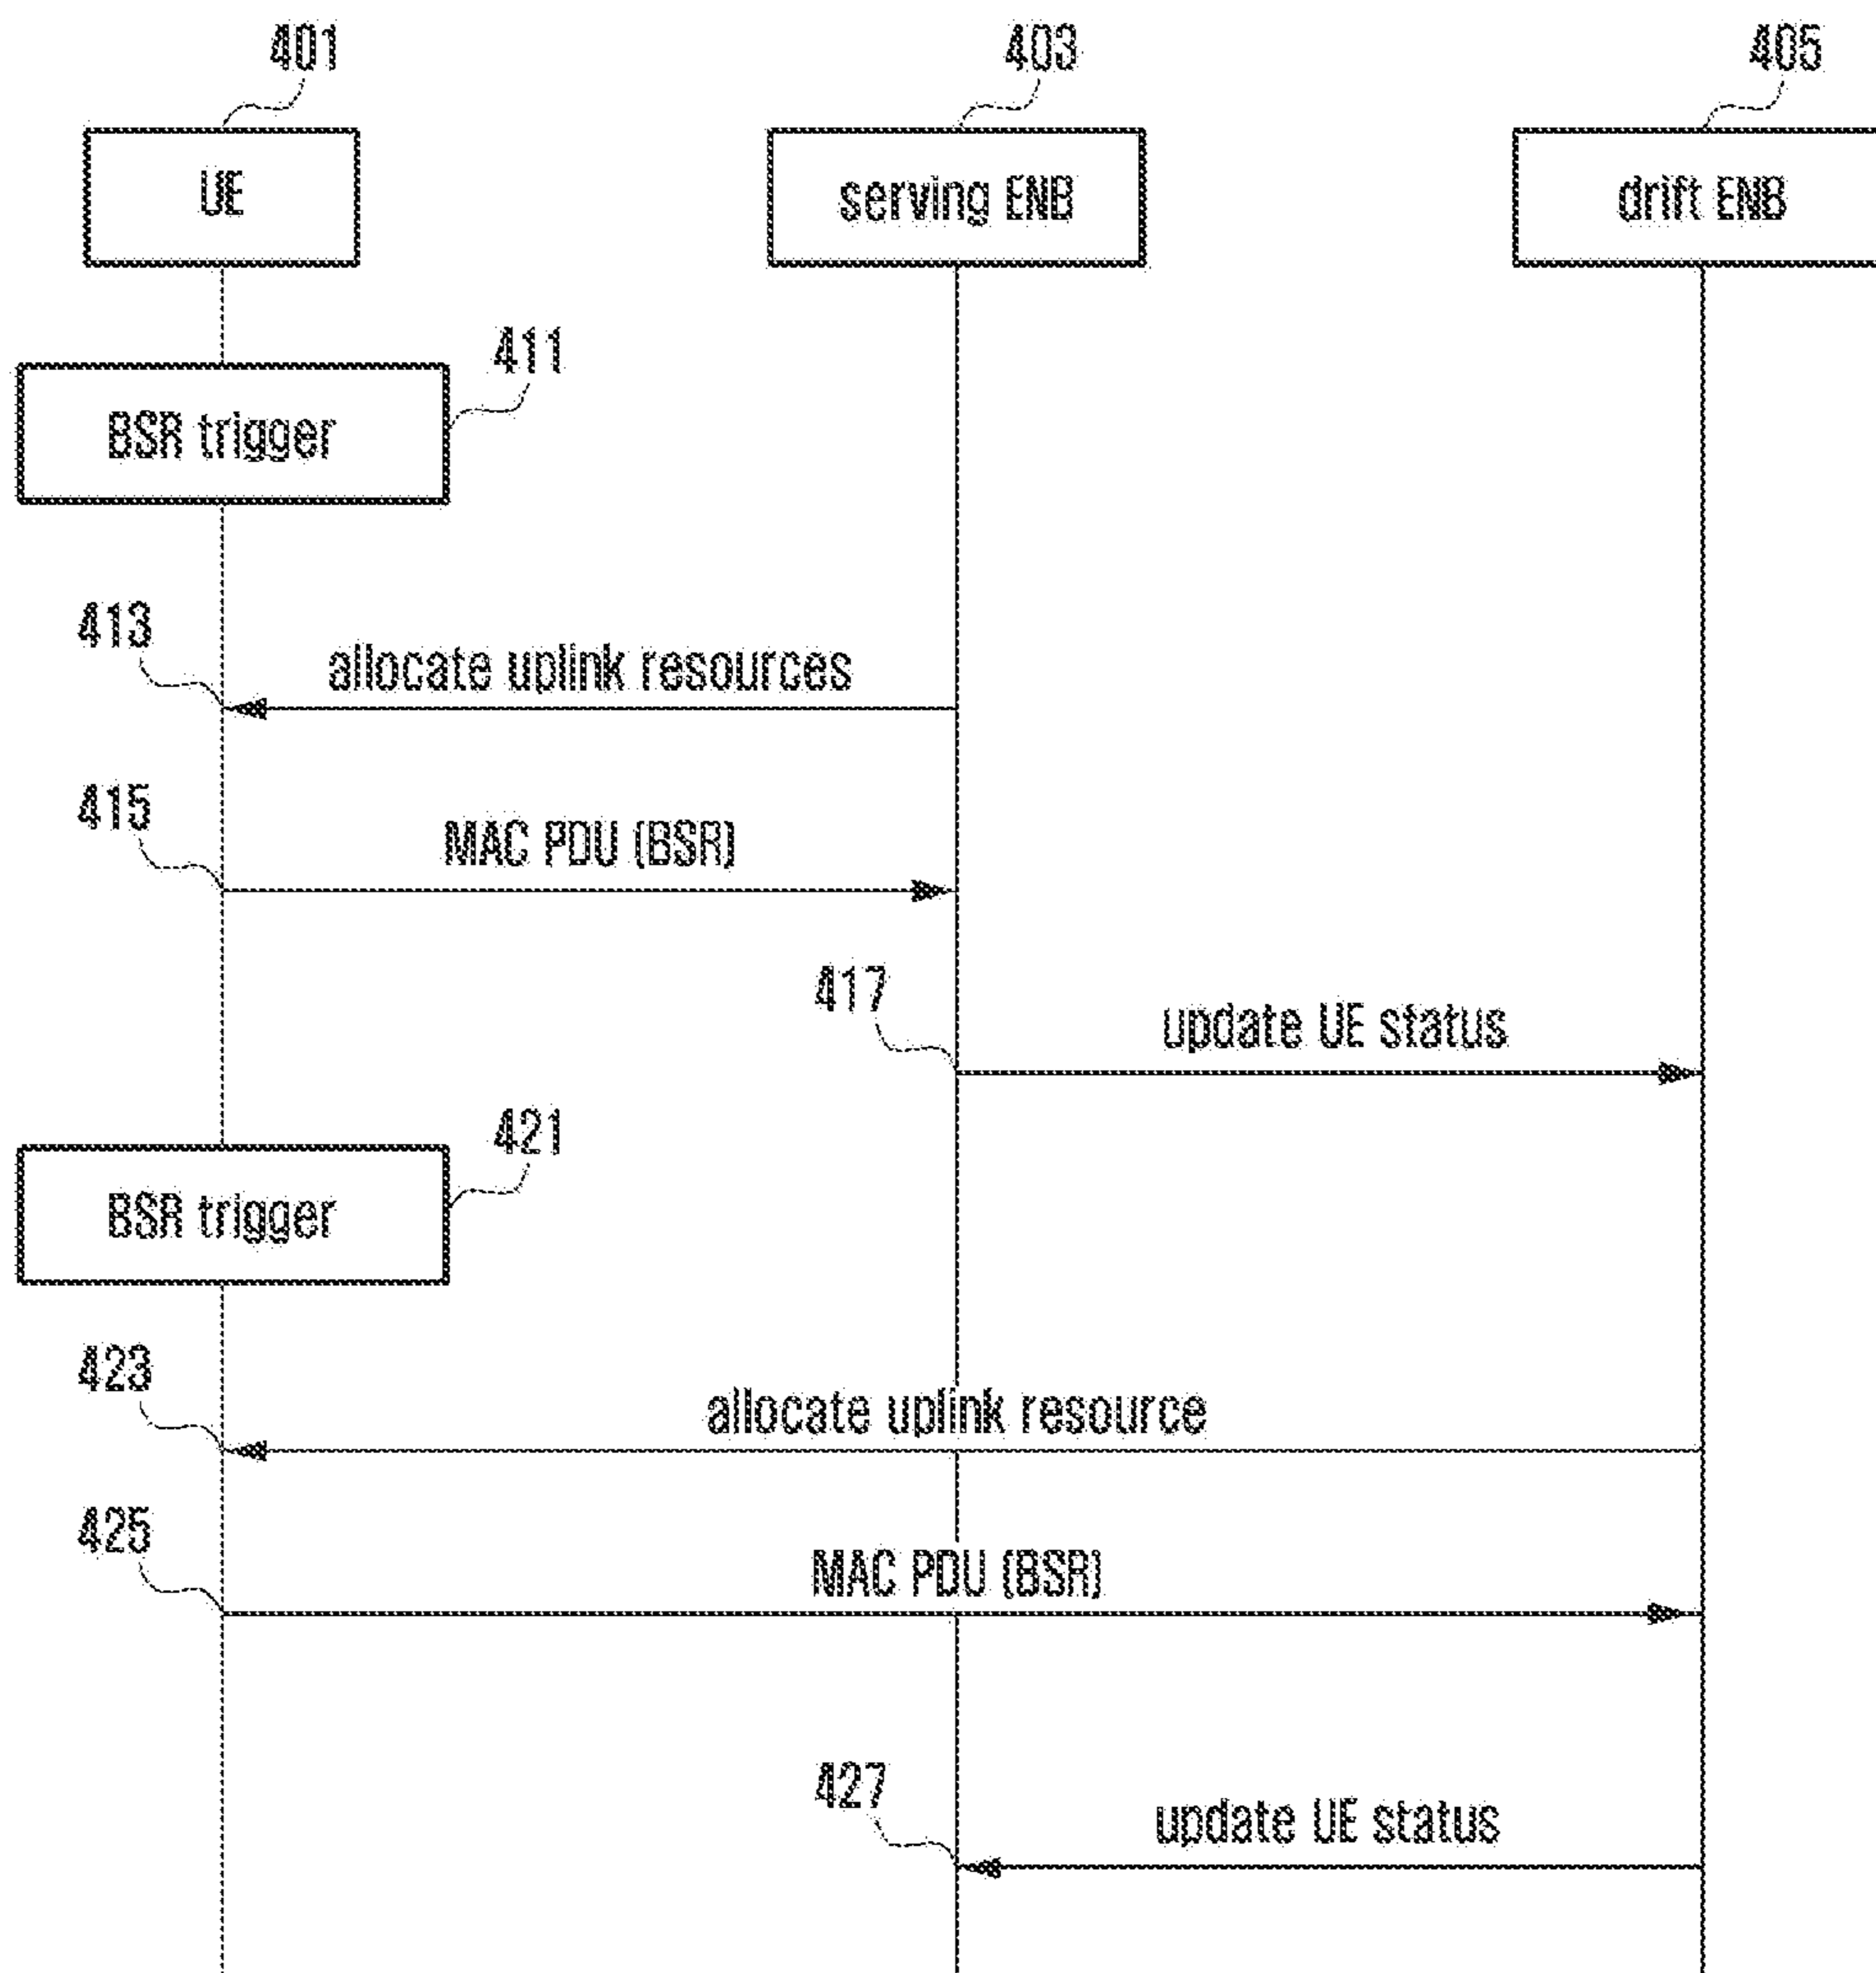 401
403
405
UE
serving ENB
drift ENB
411
BSR trigger
413
allocate uplink resources
415
MAC PDU (BSR)
417
update UE status
421
BSR trigger
423
allocate uplink resource
425
MAC PDU (BSR)
427
update UE status